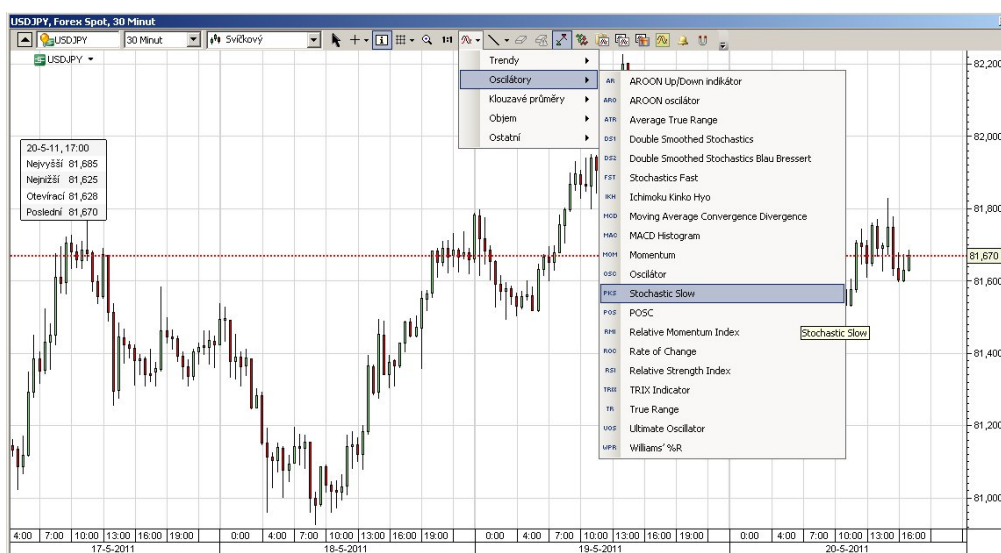 USDJPY, Forex Spot, 30 Minut
USDJPY 30 Minut Svíčkový 1:1
USDJPY
Trendy
Oscilátory
Klouzavé průměry
Objem
Ostatní
AR AROON Up/Down indikátor
ARO AROON oscilátor
ATR Average True Range
DS1 Double Smoothed Stochastics
DS2 Double Smoothed Stochastics Blau Bressert
FST Stochastics Fast
IKH Ichimoku Kinko Hyo
MCD Moving Average Convergence Divergence
MAC MACD Histogram
MOM Momentum
OSC Oscilátor
PKS Stochastic Slow
POS POSC
RMI Relative Momentum Index
ROC Rate of Change
RSI Relative Strength Index
TRIX TRIX Indicator
TR True Range
UOS Ultimate Oscillator
WPR Williams' %R
Stochastic Slow
20-5-11, 17:00
Nejvyšší 81,685
Nejnižší 81,625
Otevírací 81,628
Poslední 81,670
82,200
82,000
81,800
81,670
81,600
81,400
81,200
81,000
4:00 7:00 10:00 13:00 16:00 19:00 0:00 4:00 7:00 10:00 13:00 16:00 19:00 0:00 4:00 7:00 10:00 13:00 16:00 19:00 0:00 4:00 7:00 10:00 13:00 16:00
17-5-2011 18-5-2011 19-5-2011 20-5-2011